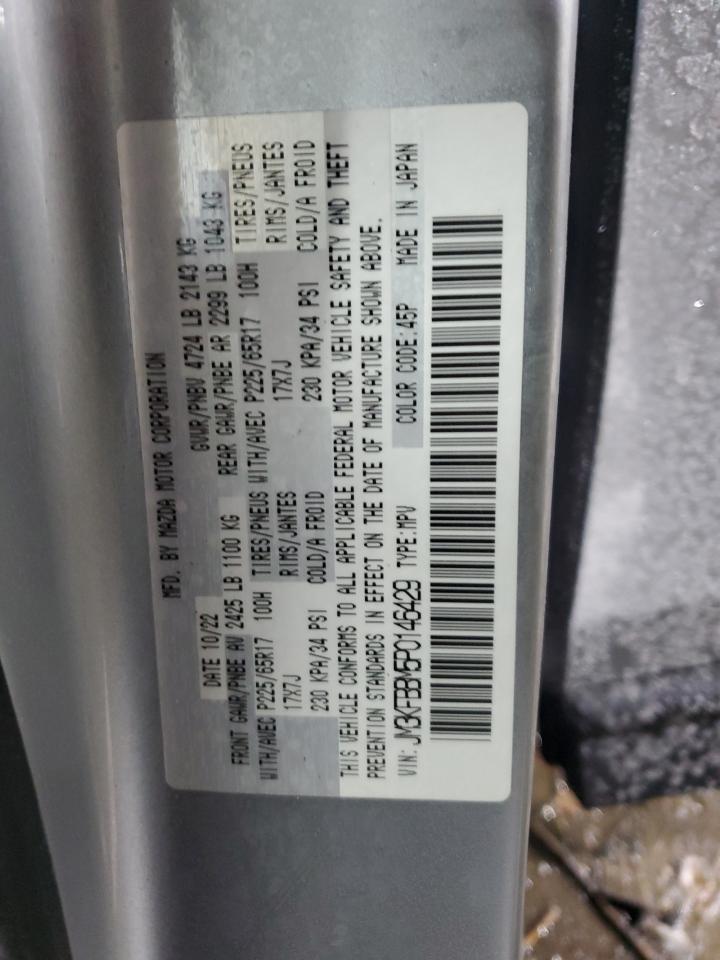 MFD. BY MAZDA MOTOR CORPORATION
DATE 10/22 GVWR/PNBV 4724 LB 2143 KG
FRONT GAWR/PNBE AV 2425 LB 1100 KG REAR GAWR/PNBE AR 2299 LB 1043 KG
WITH/AVEC P225/65R17 100H TIRES/PNEUS WITH/AVEC P225/65R17 100H TIRES/PNEUS
17X7J RIMS/JANTES 17X7J RIMS/JANTES
230 KPA/34 PSI COLD/A FROID 230 KPA/34 PSI COLD/A FROID
THIS VEHICLE CONFORMS TO ALL APPLICABLE FEDERAL MOTOR VEHICLE SAFETY AND THEFT
PREVENTION STANDARDS IN EFFECT ON THE DATE OF MANUFACTURE SHOWN ABOVE.
VIN: JM3KFBBM5P0146429 TYPE:MPV COLOR CODE:45P MADE IN JAPAN